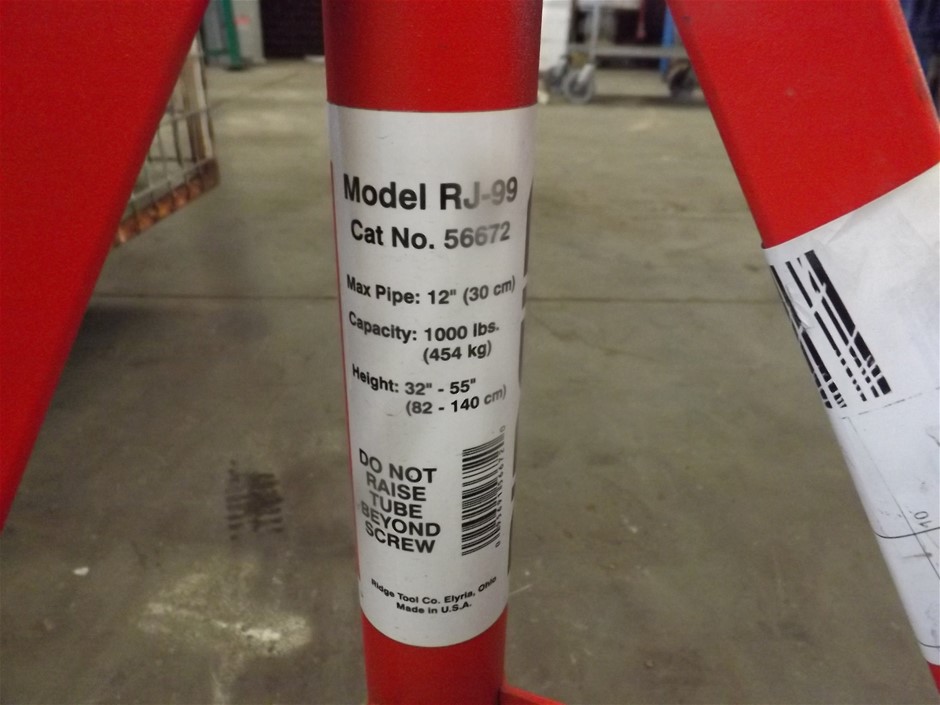 Model RJ-99
Cat No. 56672
Max Pipe: 12" (30 cm)
Capacity: 1000 lbs.
(454 kg)
Height: 32" - 55"
(82 - 140 cm)
DO NOT
RAISE
TUBE
BEYOND
SCREW
Ridge Tool Co. Elyria, Ohio
Made in U.S.A.
10